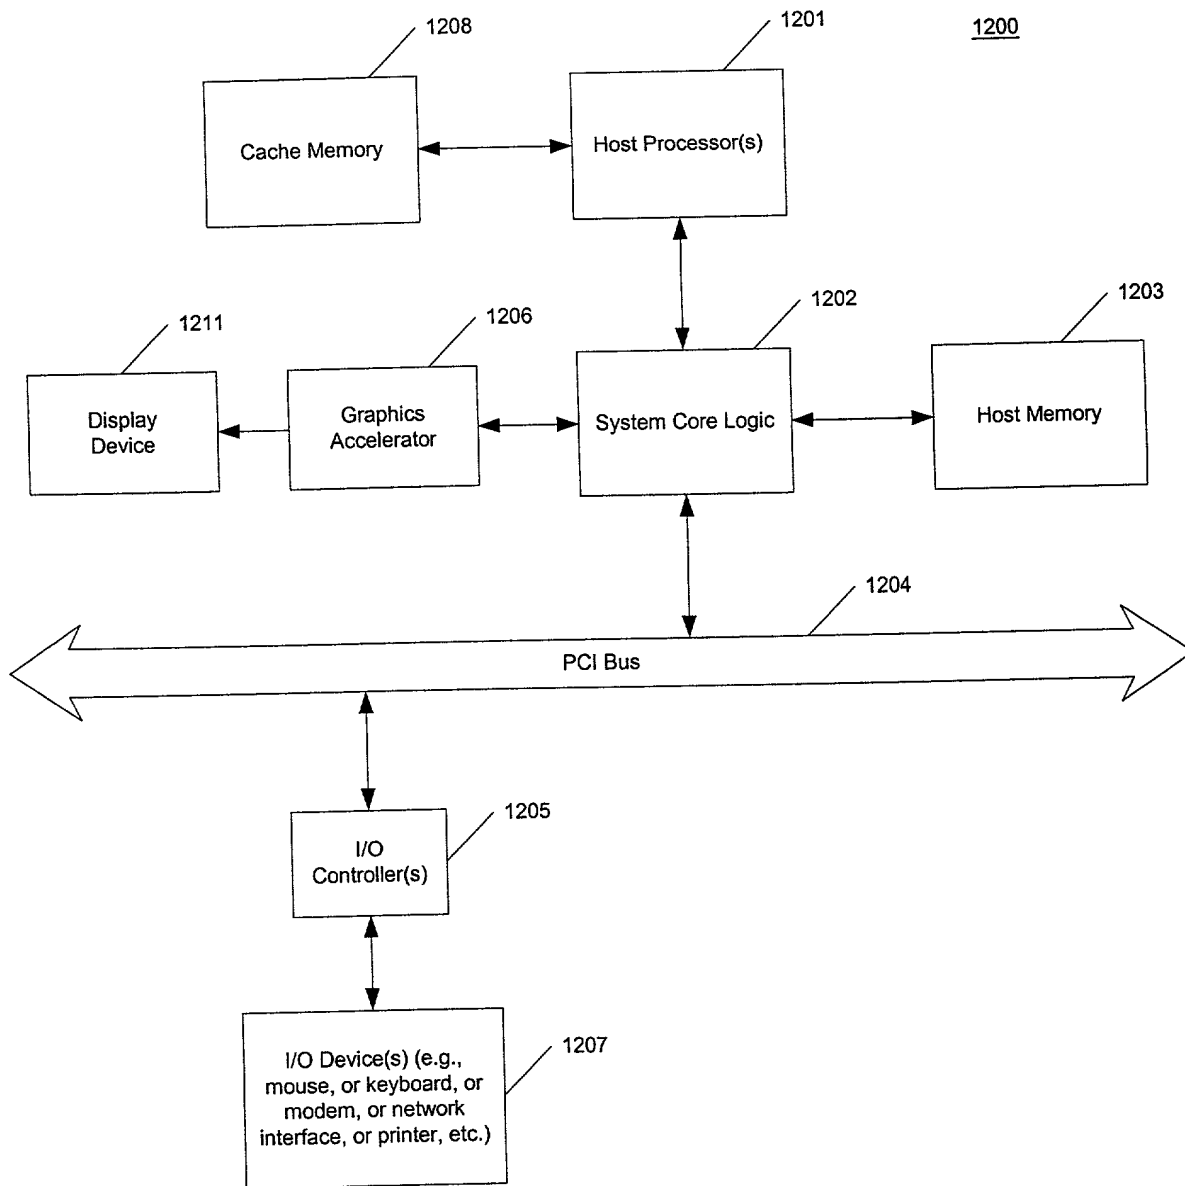 1208
1201
1200
Cache Memory
Host Processor(s)
1211
1206
1202
1203
Display
Device
Graphics
Accelerator
System Core Logic
Host Memory
1204
PCI Bus
1205
I/O
Controller(s)
1207
I/O Device(s) (e.g.,
mouse, or keyboard, or
modem, or network
interface, or printer, etc.)